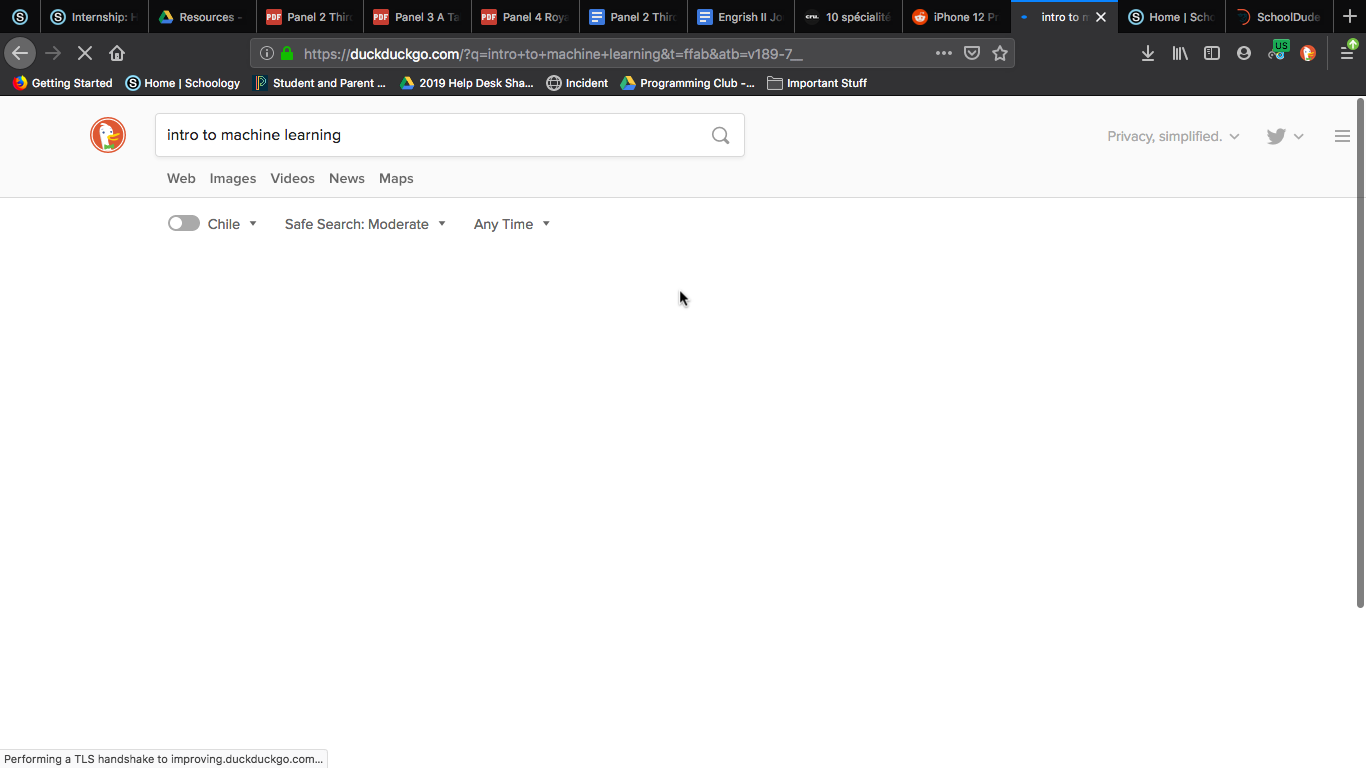 Internship: H
Resources -
PDF Panel 2 Thir
PDF Panel 3 A Ta
PDF Panel 4 Roya
Panel 2 Thir
Engrish II Jo
10 spécialité
iPhone 12 Pr
intro to m
Home | Scho
SchoolDude
https://duckduckgo.com/?q=intro+to+machine+learning&t=ffab&atb=v189-7__
US
Getting Started
Home | Schoology
Student and Parent ...
2019 Help Desk Sha...
Incident
Programming Club -...
Important Stuff
intro to machine learning
Privacy, simplified.
Web Images Videos News Maps
Chile Safe Search: Moderate Any Time
Performing a TLS handshake to improving.duckduckgo.com...